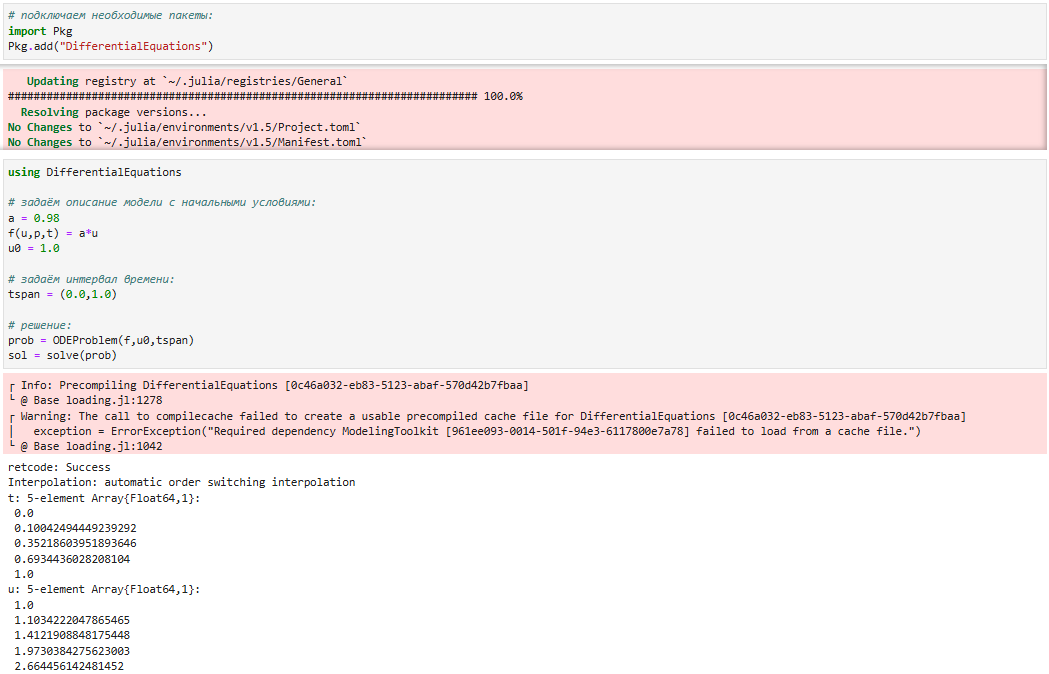 # подключаем необходимые пакеты:
import Pkg
Pkg.add("DifferentialEquations")
Updating registry at `~/.julia/registries/General`
######################################################################### 100.0%
Resolving package versions...
No Changes to `~/.julia/environments/v1.5/Project.toml`
No Changes to `~/.julia/environments/v1.5/Manifest.toml`
using DifferentialEquations
# задаём описание модели с начальными условиями:
a = 0.98
f(u,p,t) = a*u
u0 = 1.0
# задаём интервал времени:
tspan = (0.0,1.0)
# решение:
prob = ODEProblem(f,u0,tspan)
sol = solve(prob)
┌ Info: Precompiling DifferentialEquations [0c46a032-eb83-5123-abaf-570d42b7fbaa]
└ @ Base loading.jl:1278
┌ Warning: The call to compilecache failed to create a usable precompiled cache file for DifferentialEquations [0c46a032-eb83-5123-abaf-570d42b7fbaa]
│   exception = ErrorException("Required dependency ModelingToolkit [961ee093-0014-501f-94e3-6117800e7a78] failed to load from a cache file.")
└ @ Base loading.jl:1042
retcode: Success
Interpolation: automatic order switching interpolation
t: 5-element Array{Float64,1}:
0.0
0.10042494449239292
0.35218603951893646
0.6934436028208104
1.0
u: 5-element Array{Float64,1}:
1.0
1.1034222047865465
1.4121908848175448
1.9730384275623003
2.664456142481452